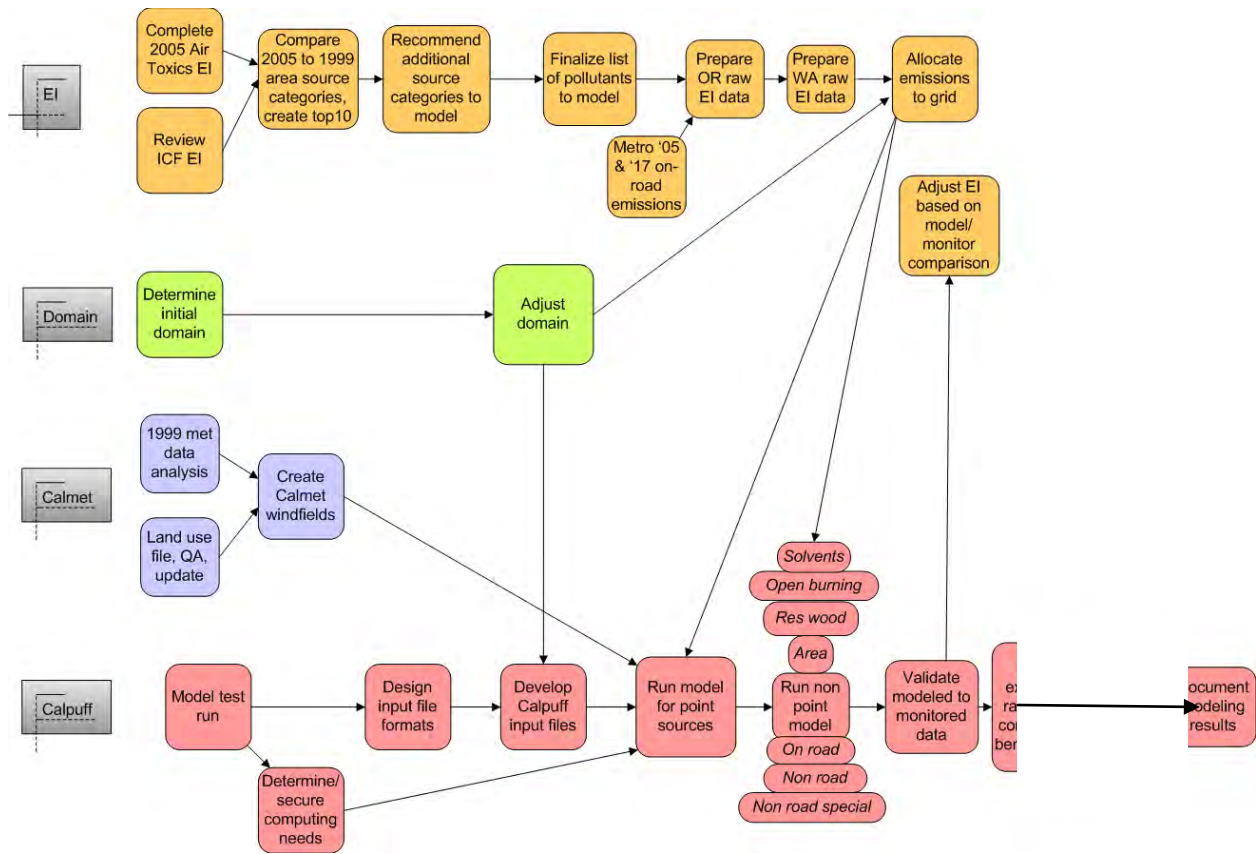 EI
Complete
2005 Air
Toxics EI
Review
ICF EI
Compare
2005 to 1999
area source
categories,
create top10
Recommend
additional
source
categories to
model
Finalize list
of pollutants
to model
Prepare
OR raw
EI data
Prepare
WA raw
EI data
Allocate
emissions
to grid
Metro ‘05
& ‘17 on-
road
emissions
Adjust EI
based on
model/
monitor
comparison
Domain
Determine
initial
domain
Adjust
domain
Calmet
1999 met
data
analysis
Land use
file, QA,
update
Create
Calmet
windfields
Calpuff
Model test
run
Determine/
secure
computing
needs
Design
input file
formats
Develop
Calpuff
input files
Run model
for point
sources
Solvents
Open burning
Res wood
Area
Run non
point
model
On road
Non road
Non road special
Validate
modeled to
monitored
data
results